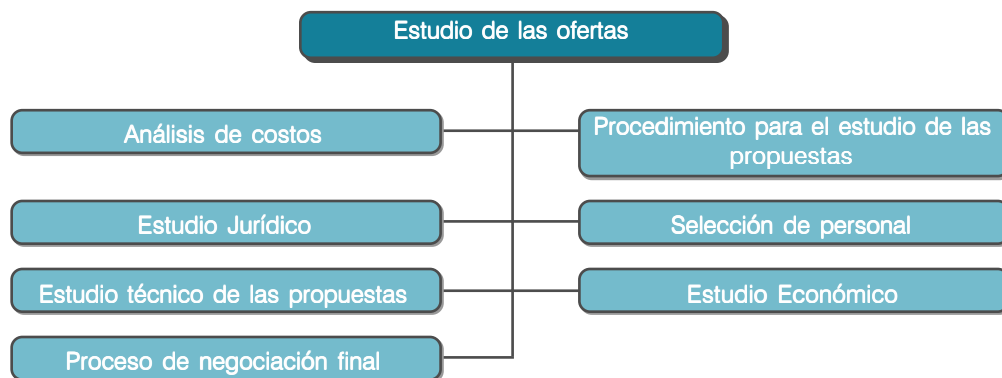 Estudio de las ofertas
Análisis de costos
Procedimiento para el estudio de las
propuestas
Estudio Jurídico
Selección de personal
Estudio técnico de las propuestas
Estudio Económico
Proceso de negociación final